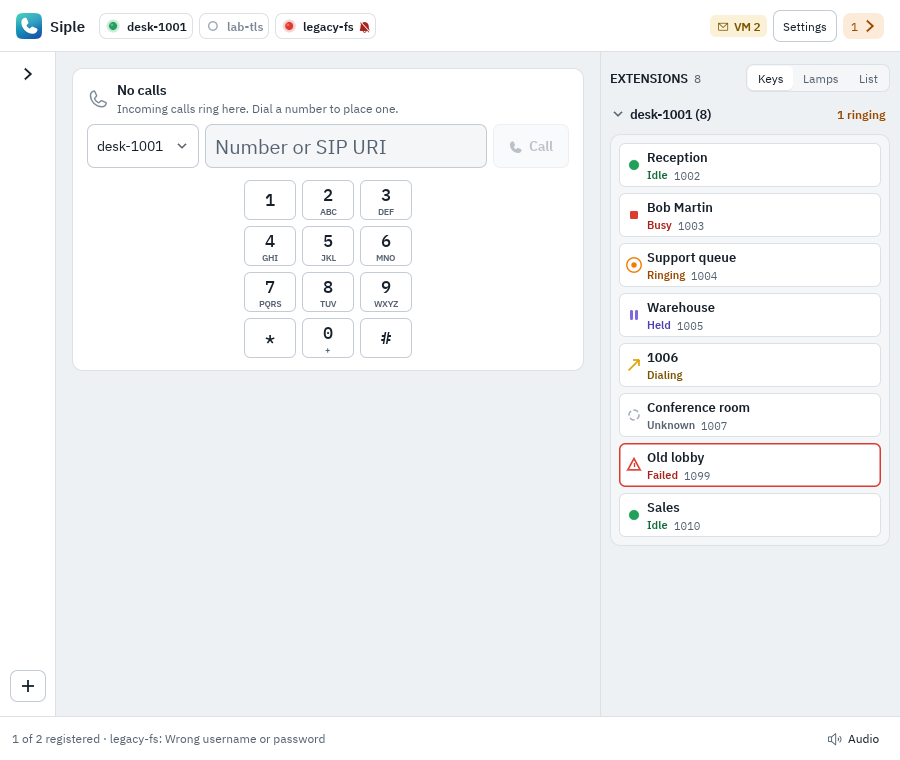 Siple
desk-1001
lab-tls
legacy-fs
VM 2
Settings
1
No calls
Incoming calls ring here. Dial a number to place one.
desk-1001
Number or SIP URI
Call
1
2
ABC
3
DEF
4
GHI
5
JKL
6
MNO
7
PQRS
8
TUV
9
WXYZ
*
0
+
#
EXTENSIONS 8
Keys
Lamps
List
desk-1001 (8)
1 ringing
Reception
Idle 1002
Bob Martin
Busy 1003
Support queue
Ringing 1004
Warehouse
Held 1005
1006
Dialing
Conference room
Unknown 1007
Old lobby
Failed 1099
Sales
Idle 1010
1 of 2 registered · legacy-fs: Wrong username or password
Audio